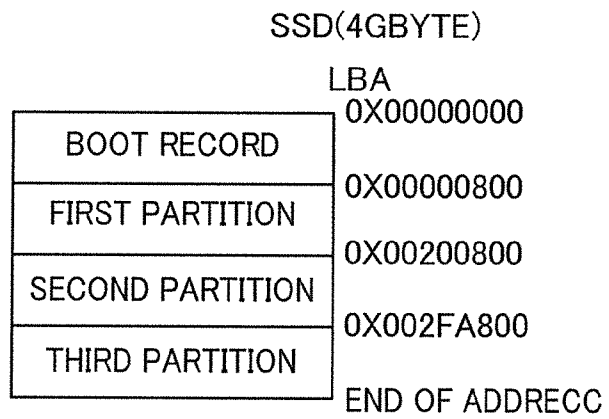 SSD(4GBYTE)
LBA
0X00000000
BOOT RECORD
0X00000800
FIRST PARTITION
0X00200800
SECOND PARTITION
0X002FA800
THIRD PARTITION
END OF ADDRECC